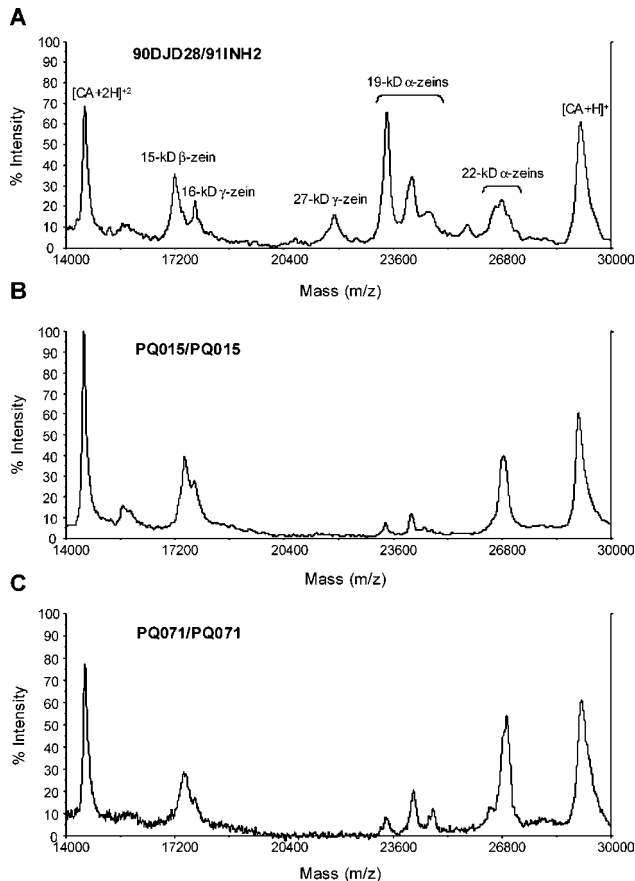 A
90DJD28/91INH2
[CA+2H]+2
19-kD α-zeins
[CA+H]+
15-kD β-zein
16-kD γ-zein
27-kD γ-zein
22-kD α-zeins
% Intensity
100
90
80
70
60
50
40
30
20
10
0
14000 17200 20400 23600 26800 30000
Mass (m/z)
B
PQ015/PQ015
% Intensity
100
90
80
70
60
50
40
30
20
10
0
14000 17200 20400 23600 26800 30000
Mass (m/z)
C
PQ071/PQ071
% Intensity
100
90
80
70
60
50
40
30
20
10
0
14000 17200 20400 23600 26800 30000
Mass (m/z)